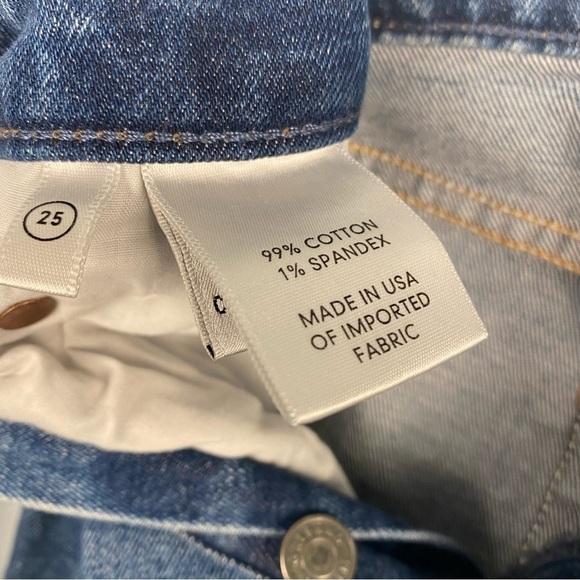 25
99% COTTON
1% SPANDEX
MADE IN USA
OF IMPORTED
FABRIC